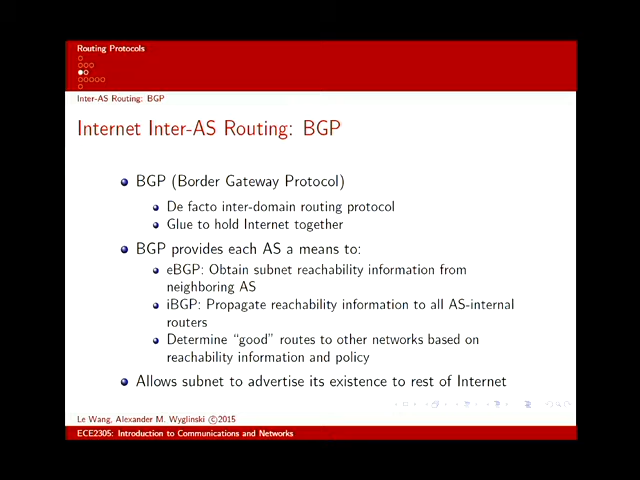 Routing Protocols
Inter-AS Routing: BGP
Internet Inter-AS Routing: BGP
BGP (Border Gateway Protocol)
De facto inter-domain routing protocol
Glue to hold Internet together
BGP provides each AS a means to:
eBGP: Obtain subnet reachability information from
neighboring AS
iBGP: Propagate reachability information to all AS-internal
routers
Determine “good” routes to other networks based on
reachability information and policy
Allows subnet to advertise its existence to rest of Internet
Le Wang, Alexander M. Wyglinski ©2015
ECE2305: Introduction to Communications and Networks